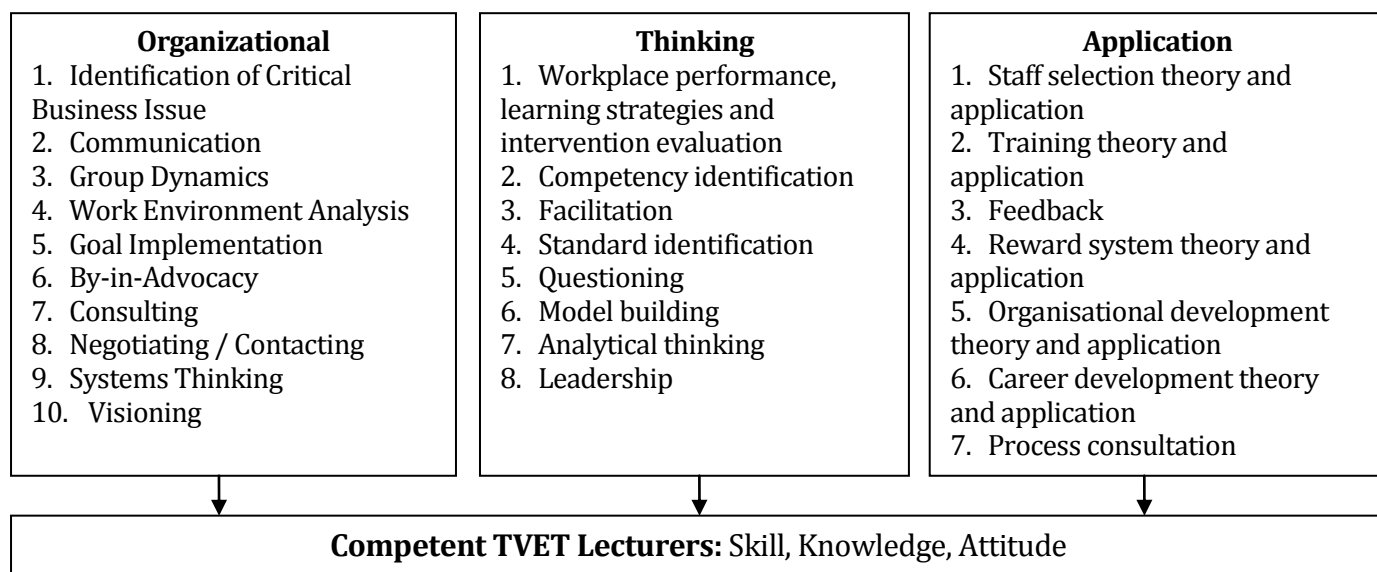 Organizational
1. Identification of Critical
Business Issue
2. Communication
3. Group Dynamics
4. Work Environment Analysis
5. Goal Implementation
6. By-in-Advocacy
7. Consulting
8. Negotiating / Contacting
9. Systems Thinking
10. Visioning
Thinking
1. Workplace performance,
learning strategies and
intervention evaluation
2. Competency identification
3. Facilitation
4. Standard identification
5. Questioning
6. Model building
7. Analytical thinking
8. Leadership
Application
1. Staff selection theory and
application
2. Training theory and
application
3. Feedback
4. Reward system theory and
application
5. Organisational development
theory and application
6. Career development theory
and application
7. Process consultation
Competent TVET Lecturers: Skill, Knowledge, Attitude